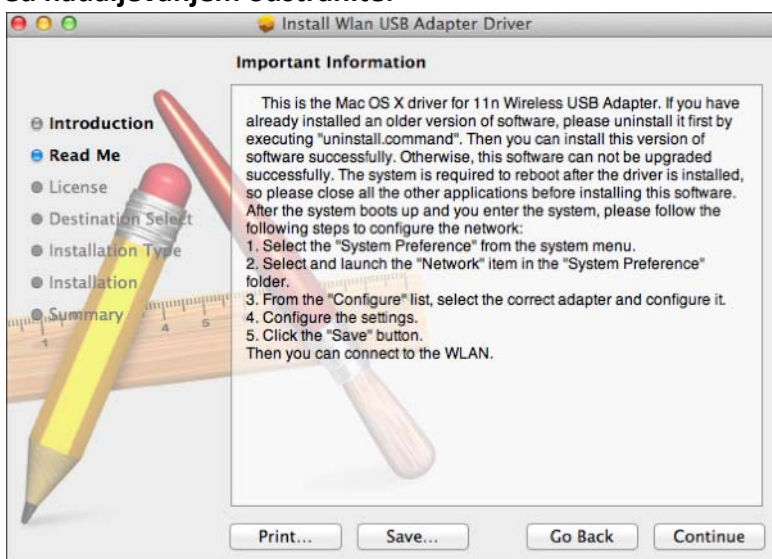 Install Wlan USB Adapter Driver
Important Information
Introduction
Read Me
License
Destination Select
Installation Type
Installation
Summary
This is the Mac OS X driver for 11n Wireless USB Adapter. If you have
already installed an older version of software, please uninstall it first by
executing "uninstall.command". Then you can install this version of
software successfully. Otherwise, this software can not be upgraded
successfully. The system is required to reboot after the driver is installed,
so please close all the other applications before installing this software.
After the system boots up and you enter the system, please follow the
following steps to configure the network:
1. Select the "System Preference" from the system menu.
2. Select and launch the "Network" item in the "System Preference"
folder.
3. From the "Configure" list, select the correct adapter and configure it.
4. Configure the settings.
5. Click the "Save" button.
Then you can connect to the WLAN.
1 4 5
Print...
Save...
Go Back
Continue